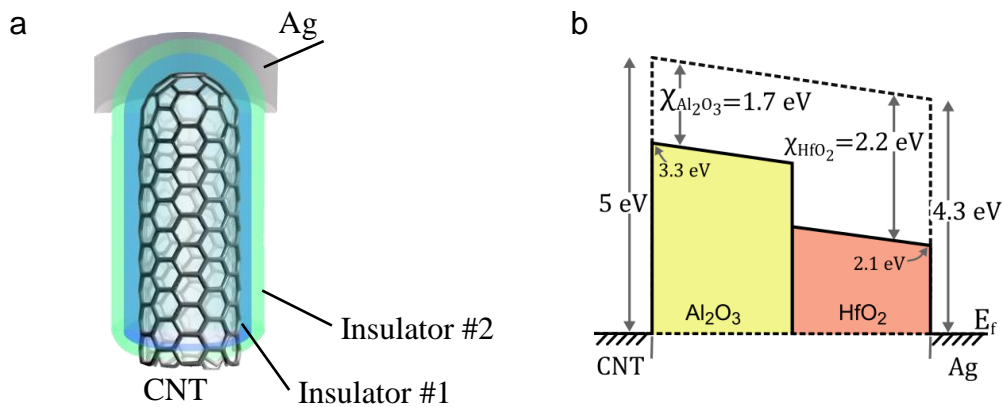 a
Ag
Insulator #2
CNT
Insulator #1
b
χAl₂O₃=1.7 eV
χHfO₂=2.2 eV
3.3 eV
5 eV
4.3 eV
2.1 eV
Al₂O₃
HfO₂
Ef
CNT
Ag